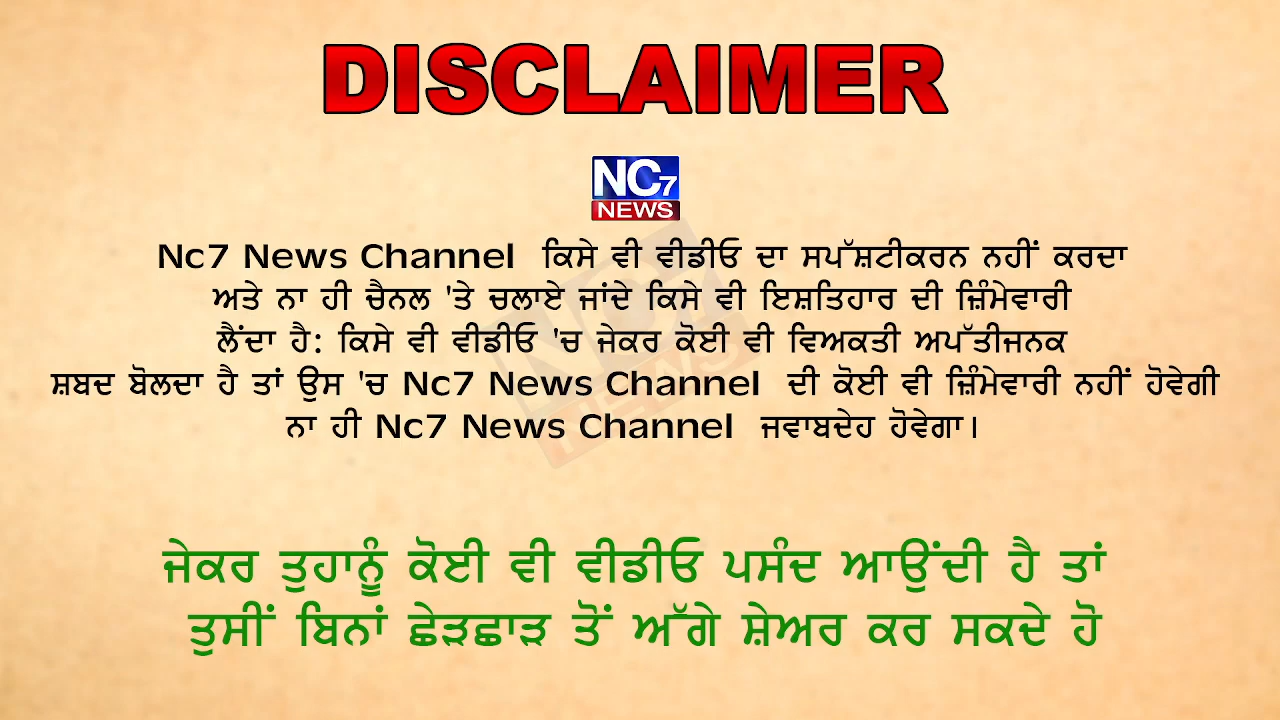 DISCLAIMER
NC7
NEWS
Nc7 News Channel ਕਿਸੇ ਵੀ ਵੀਡੀਓ ਦਾ ਸਪੱਸ਼ਟੀਕਰਨ ਨਹੀਂ ਕਰਦਾ
ਅਤੇ ਨਾ ਹੀ ਚੈਨਲ 'ਤੇ ਚਲਾਏ ਜਾਂਦੇ ਕਿਸੇ ਵੀ ਇਸ਼ਤਿਹਾਰ ਦੀ ਜ਼ਿੰਮੇਵਾਰੀ
ਲੈਂਦਾ ਹੈ: ਕਿਸੇ ਵੀ ਵੀਡੀਓ 'ਚ ਜੇਕਰ ਕੋਈ ਵੀ ਵਿਅਕਤੀ ਅਪੱਤੀਜਨਕ
ਸ਼ਬਦ ਬੋਲਦਾ ਹੈ ਤਾਂ ਉਸ 'ਚ Nc7 News Channel ਦੀ ਕੋਈ ਵੀ ਜ਼ਿੰਮੇਵਾਰੀ ਨਹੀਂ ਹੋਵੇਗੀ
ਨਾ ਹੀ Nc7 News Channel ਜਵਾਬਦੇਹ ਹੋਵੇਗਾ।
ਜੇਕਰ ਤੁਹਾਨੂੰ ਕੋਈ ਵੀ ਵੀਡੀਓ ਪਸੰਦ ਆਉਂਦੀ ਹੈ ਤਾਂ
ਤੁਸੀਂ ਬਿਨਾਂ ਛੇੜਛਾੜ ਤੋਂ ਅੱਗੇ ਸ਼ੇਅਰ ਕਰ ਸਕਦੇ ਹੋ